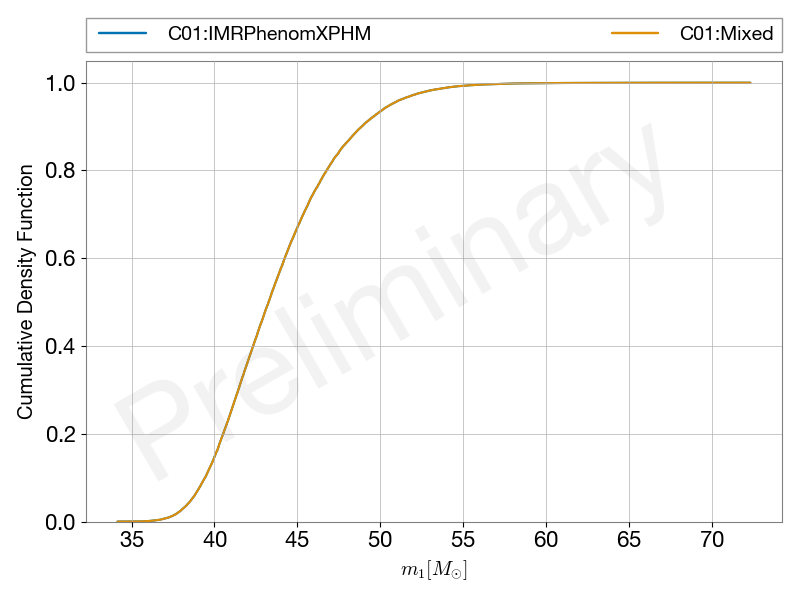 C01:IMRPhenomXPHM C01:Mixed
1.0
0.8
0.6
0.4
0.2
0.0
Cumulative Density Function
Preliminary
35 40 45 50 55 60 65 70
m₁[M☉]